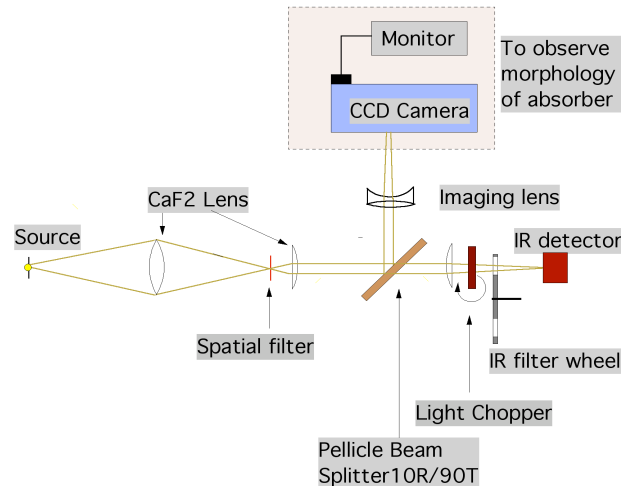 Monitor
CCD Camera
To observe
morphology
of absorber
CaF2 Lens
Imaging lens
Source
IR detector
Spatial filter
IR filter wheel
Light Chopper
Pellicle Beam
Splitter10R/90T